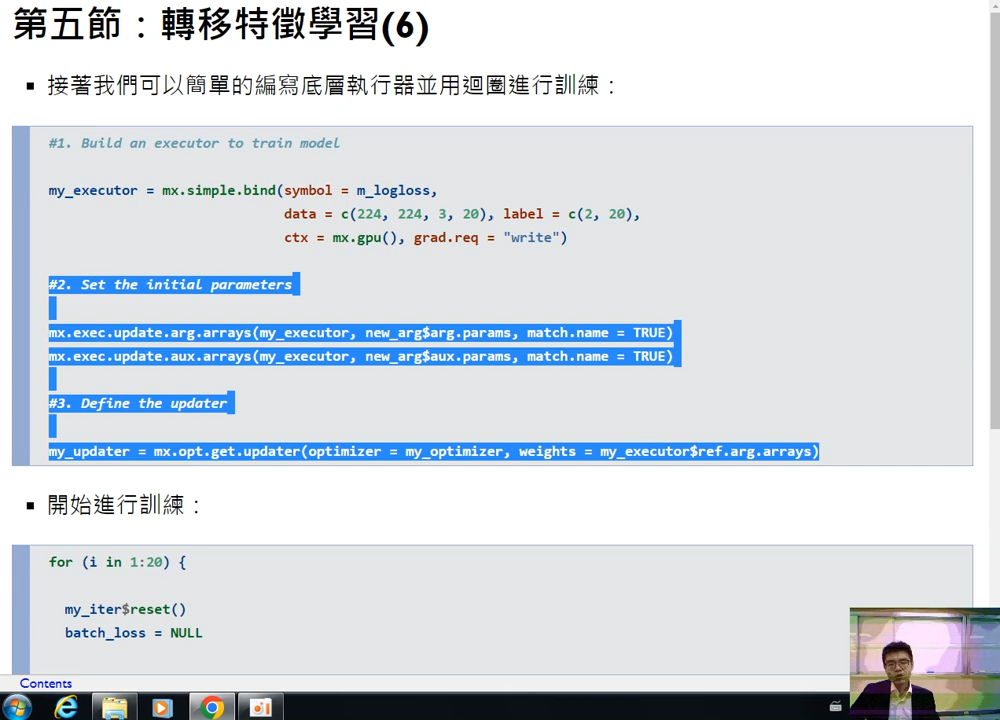 第五節：轉移特徵學習(6)
接著我們可以簡單的編寫底層執行器並用迴圈進行訓練：
#1. Build an executor to train model
my_executor = mx.simple.bind(symbol = m_logloss,
data = c(224, 224, 3, 20), label = c(2, 20),
ctx = mx.gpu(), grad.req = "write")
#2. Set the initial parameters
mx.exec.update.arg.arrays(my_executor, new_arg$arg.params, match.name = TRUE)
mx.exec.update.aux.arrays(my_executor, new_arg$aux.params, match.name = TRUE)
#3. Define the updater
my_updater = mx.opt.get.updater(optimizer = my_optimizer, weights = my_executor$ref.arg.arrays)
開始進行訓練：
for (i in 1:20) {
my_iter$reset()
batch_loss = NULL
Contents